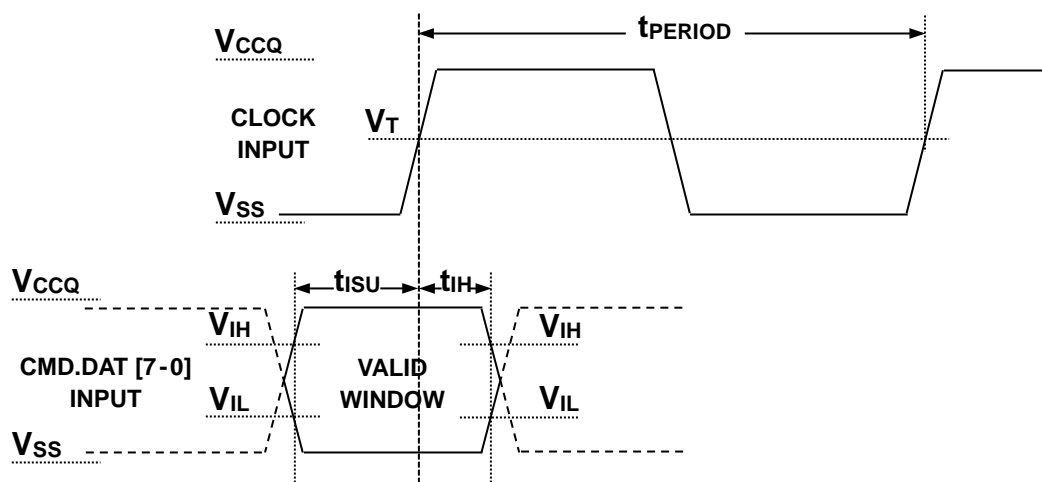 tPERIOD
VCCQ
CLOCK
INPUT
VT
VSS
VCCQ
tISU
tIH
VIH
VIH
CMD.DAT [7-0]
INPUT
VALID
WINDOW
VIL
VIL
VSS